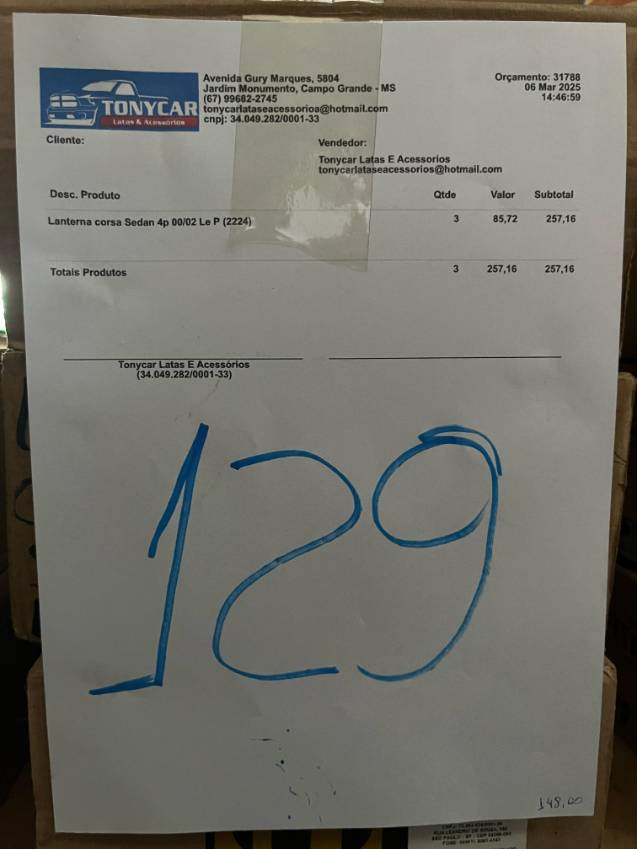 TONYCAR
Latas & Acessórios
Avenida Gury Marques, 5804
Jardim Monumento, Campo Grande - MS
(67) 99682-2745
tonycarlataseacessorioa@hotmail.com
cnpj: 34.049.282/0001-33
Orçamento: 31788
06 Mar 2025
14:46:59
Cliente:
Vendedor:
Tonycar Latas E Acessorios
tonycarlataseacessorios@hotmail.com
Desc. Produto Qtde Valor Subtotal
Lanterna corsa Sedan 4p 00/02 Le P (2224) 3 85,72 257,16
Totais Produtos 3 257,16 257,16
Tonycar Latas E Acessórios
(34.049.282/0001-33)
129
148,00